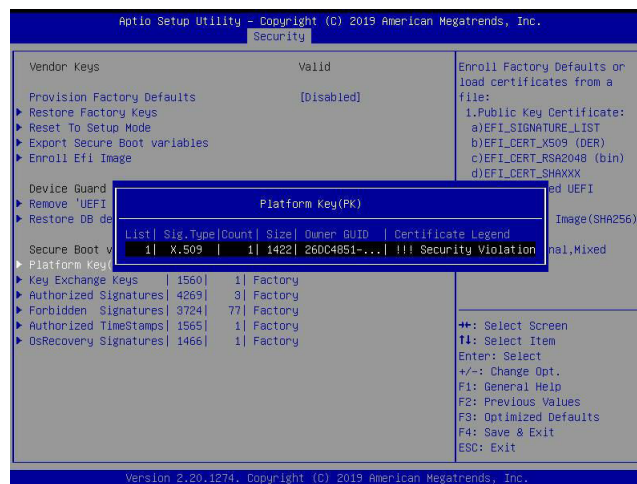 Aptio Setup Utility – Copyright (C) 2019 American Megatrends, Inc.
Security
Vendor Keys Valid
Provision Factory Defaults [Disabled]
Restore Factory Keys
Reset To Setup Mode
Export Secure Boot variables
Enroll Efi Image
Device Guard
Remove 'UEFI
Restore DB de
Secure Boot v
Platform Key(
Key Exchange Keys | 1560| 1| Factory
Authorized Signatures| 4269| 3| Factory
Forbidden Signatures| 3724| 77| Factory
Authorized TimeStamps| 1565| 1| Factory
OsRecovery Signatures| 1466| 1| Factory
Platform Key(PK)
List| Sig.Type|Count| Size| Owner GUID | Certificate Legend
1| X.509 | 1| 1422| 26DC4851-...| !!! Security Violation
Enroll Factory Defaults or
load certificates from a
file:
1.Public Key Certificate:
a)EFI_SIGNATURE_LIST
b)EFI_CERT_X509 (DER)
c)EFI_CERT_RSA2048 (bin)
d)EFI_CERT_SHAXXX
ed UEFI
Image(SHA256)
nal,Mixed
→←: Select Screen
↑↓: Select Item
Enter: Select
+/-: Change Opt.
F1: General Help
F2: Previous Values
F3: Optimized Defaults
F4: Save & Exit
ESC: Exit
Version 2.20.1274. Copyright (C) 2019 American Megatrends, Inc.